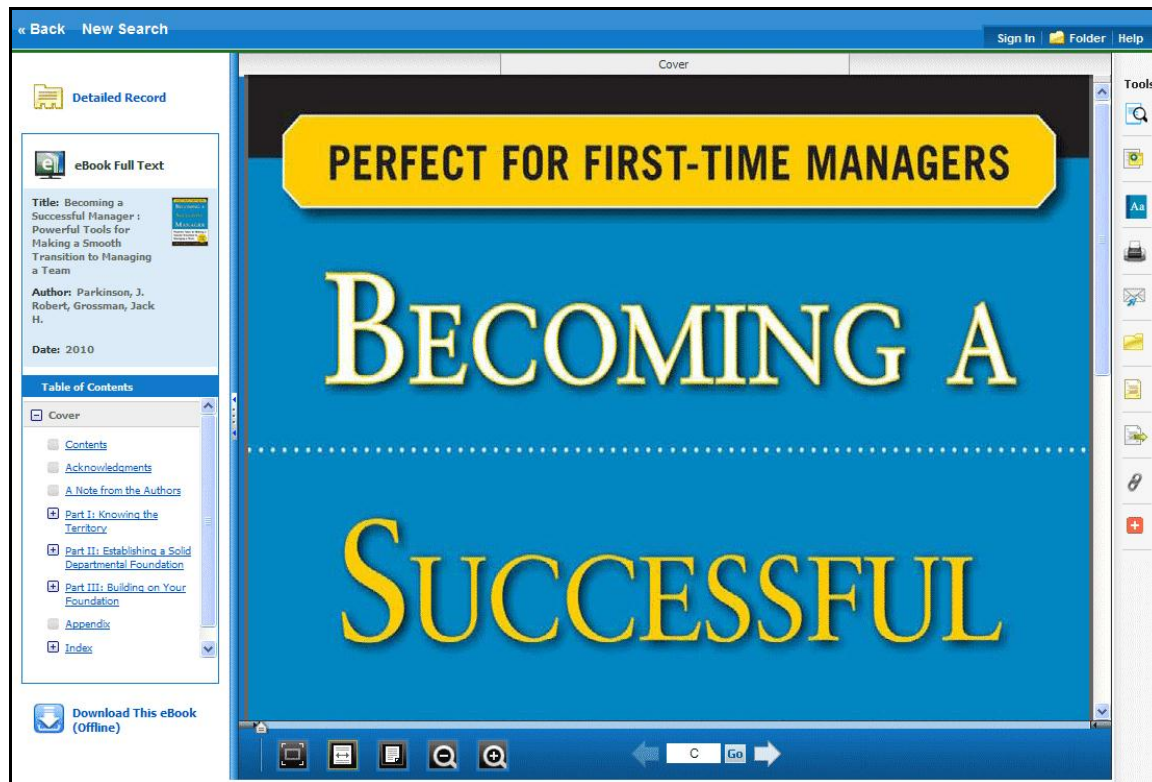 « Back New Search
Sign In Folder Help
Detailed Record
eBook Full Text
Title: Becoming a
Successful Manager :
Powerful Tools for
Making a Smooth
Transition to Managing
a Team
Author: Parkinson, J.
Robert, Grossman, Jack
H.
Date: 2010
Table of Contents
Cover
Contents
Acknowledgments
A Note from the Authors
Part I: Knowing the
Territory
Part II: Establishing a Solid
Departmental Foundation
Part III: Building on Your
Foundation
Appendix
Index
Download This eBook
(Offline)
Cover
PERFECT FOR FIRST-TIME MANAGERS
BECOMING A
SUCCESSFUL
C Go
Tools
Aa